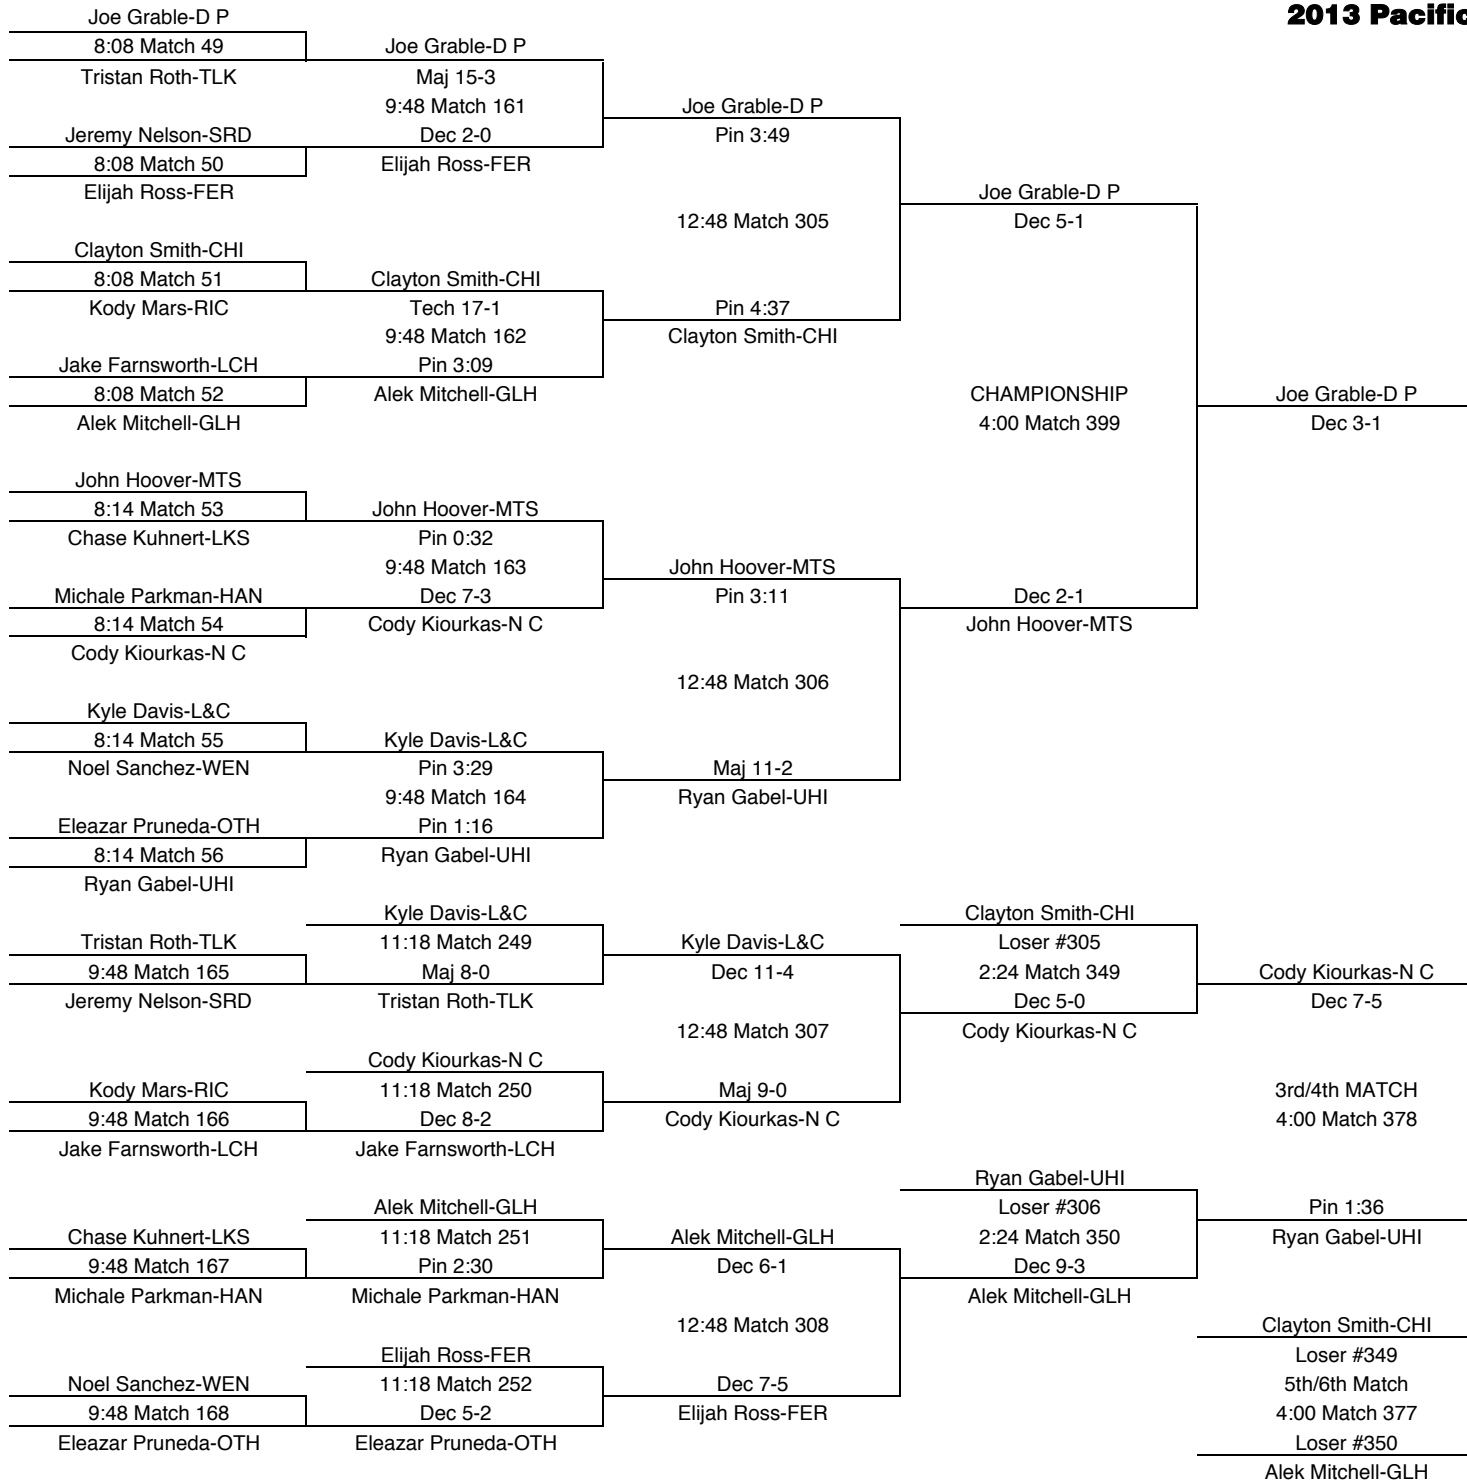 2013 Pacific
Joe Grable-D P
8:08 Match 49
Tristan Roth-TLK
Jeremy Nelson-SRD
8:08 Match 50
Elijah Ross-FER
Clayton Smith-CHI
8:08 Match 51
Kody Mars-RIC
Jake Farnsworth-LCH
8:08 Match 52
Alek Mitchell-GLH
John Hoover-MTS
8:14 Match 53
Chase Kuhnert-LKS
Michale Parkman-HAN
8:14 Match 54
Cody Kiourkas-N C
Kyle Davis-L&C
8:14 Match 55
Noel Sanchez-WEN
Eleazar Pruneda-OTH
8:14 Match 56
Ryan Gabel-UHI
Joe Grable-D P
Maj 15-3
9:48 Match 161
Dec 2-0
Elijah Ross-FER
Clayton Smith-CHI
Tech 17-1
9:48 Match 162
Pin 3:09
Alek Mitchell-GLH
John Hoover-MTS
Pin 0:32
9:48 Match 163
Dec 7-3
Cody Kiourkas-N C
Kyle Davis-L&C
Pin 3:29
9:48 Match 164
Pin 1:16
Ryan Gabel-UHI
Joe Grable-D P
Pin 3:49
12:48 Match 305
Pin 4:37
Clayton Smith-CHI
John Hoover-MTS
Pin 3:11
12:48 Match 306
Maj 11-2
Ryan Gabel-UHI
Joe Grable-D P
Dec 5-1
CHAMPIONSHIP
4:00 Match 399
Dec 2-1
John Hoover-MTS
Joe Grable-D P
Dec 3-1
Tristan Roth-TLK
9:48 Match 165
Jeremy Nelson-SRD
Kody Mars-RIC
9:48 Match 166
Jake Farnsworth-LCH
Chase Kuhnert-LKS
9:48 Match 167
Michale Parkman-HAN
Noel Sanchez-WEN
9:48 Match 168
Eleazar Pruneda-OTH
Kyle Davis-L&C
11:18 Match 249
Maj 8-0
Tristan Roth-TLK
Cody Kiourkas-N C
11:18 Match 250
Dec 8-2
Jake Farnsworth-LCH
Alek Mitchell-GLH
11:18 Match 251
Pin 2:30
Michale Parkman-HAN
Elijah Ross-FER
11:18 Match 252
Dec 5-2
Eleazar Pruneda-OTH
Kyle Davis-L&C
Dec 11-4
12:48 Match 307
Maj 9-0
Cody Kiourkas-N C
Alek Mitchell-GLH
Dec 6-1
12:48 Match 308
Dec 7-5
Elijah Ross-FER
Clayton Smith-CHI
Loser #305
2:24 Match 349
Dec 5-0
Cody Kiourkas-N C
Ryan Gabel-UHI
Loser #306
2:24 Match 350
Dec 9-3
Alek Mitchell-GLH
Cody Kiourkas-N C
Dec 7-5
3rd/4th MATCH
4:00 Match 378
Pin 1:36
Ryan Gabel-UHI
Clayton Smith-CHI
Loser #349
5th/6th Match
4:00 Match 377
Loser #350
Alek Mitchell-GLH